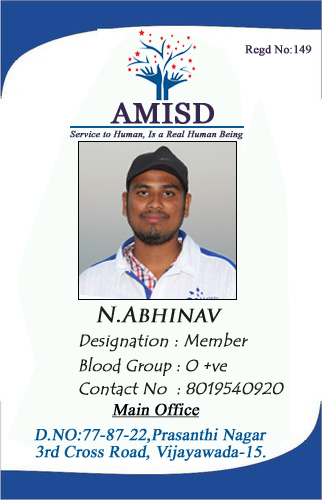 Regd No:149
AMISD
Service to Human, Is a Real Human Being
N.ABHINAV
Designation : Member
Blood Group : O +ve
Contact No : 8019540920
Main Office
D.NO:77-87-22,Prasanthi Nagar
3rd Cross Road, Vijayawada-15.